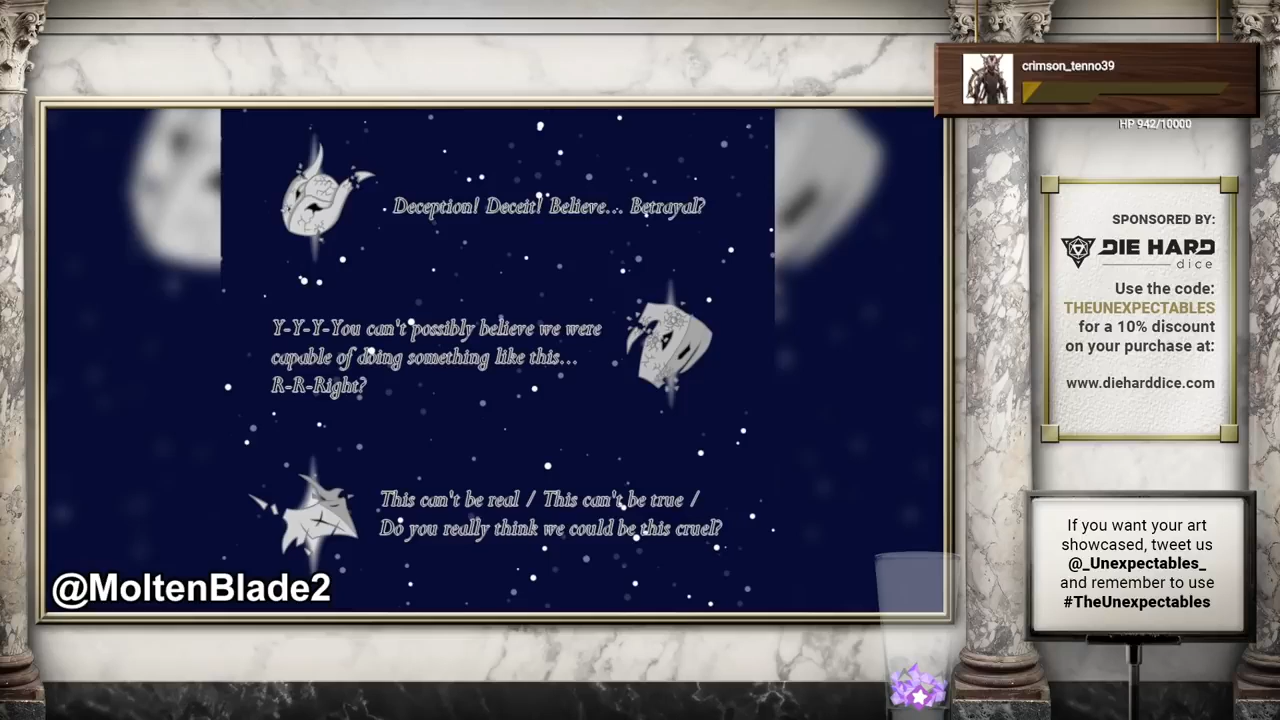 crimson_tenno39
HP 942/10000
Deception! Deceit! Believe... Betrayal?
Y-Y-Y-You can't possibly believe we were
capable of doing something like this...
R-R-Right?
This can't be real / This can't be true /
Do you really think we could be this cruel?
@MoltenBlade2
SPONSORED BY:
DIE HARD
dice
Use the code:
THEUNEXPECTABLES
for a 10% discount
on your purchase at:
www.dieharddice.com
If you want your art
showcased, tweet us
@_Unexpectables_
and remember to use
#TheUnexpectables